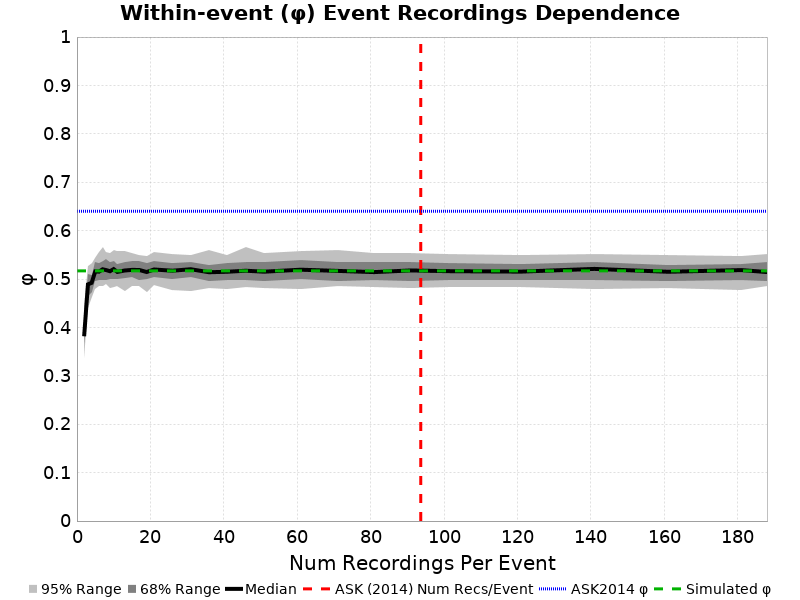 Within-event (φ) Event Recordings Dependence
1
0.9
0.8
0.7
0.6
0.5
0.4
0.3
0.2
0.1
0
φ
0 20 40 60 80 100 120 140 160 180
Num Recordings Per Event
95% Range 68% Range Median ASK (2014) Num Recs/Event ASK2014 φ Simulated φ